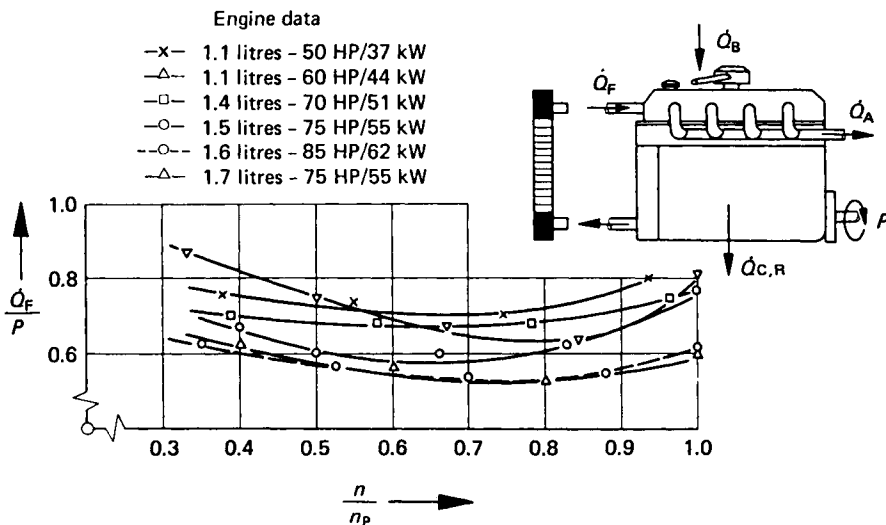 Engine data
1.1 litres – 50 HP/37 kW
1.1 litres – 60 HP/44 kW
1.4 litres – 70 HP/51 kW
1.5 litres – 75 HP/55 kW
1.6 litres – 85 HP/62 kW
1.7 litres – 75 HP/55 kW
Q̇B
Q̇F
Q̇A
P
Q̇C,R
1.0
0.8
0.6
Q̇F
P
0.3 0.4 0.5 0.6 0.7 0.8 0.9 1.0
n
nP